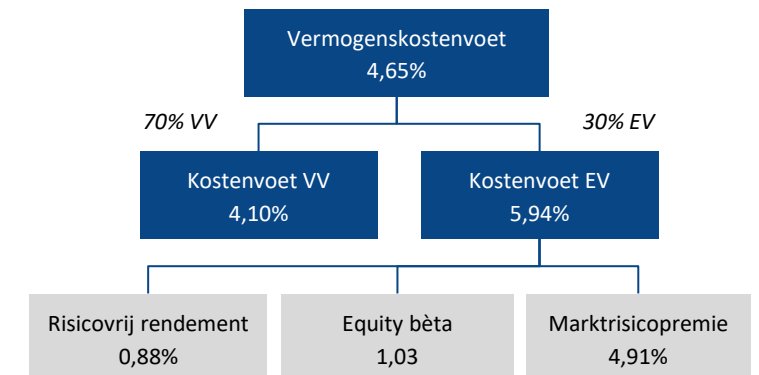 Vermogenskostenvoet
4,65%
70% VV
30% EV
Kostenvoet VV
4,10%
Kostenvoet EV
5,94%
Risicovrij rendement
0,88%
Equity bèta
1,03
Marktrisicopremie
4,91%